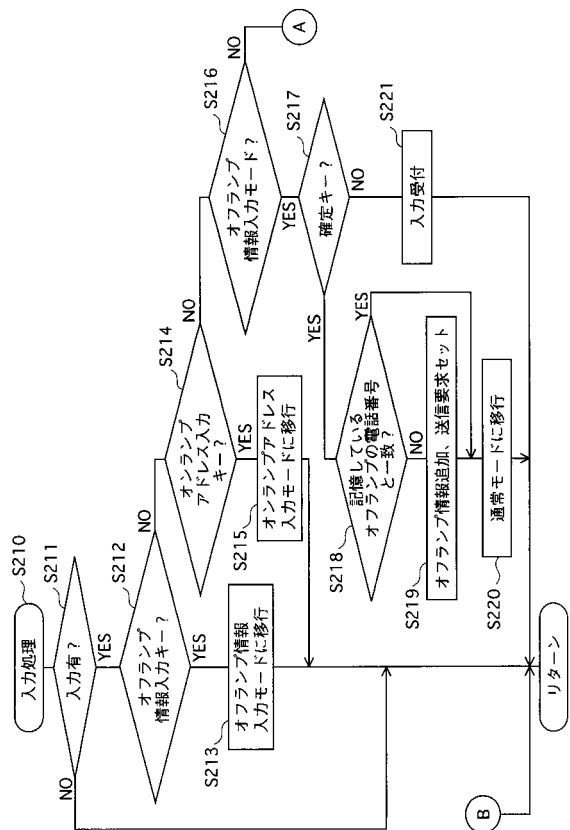 入力処理
S210
入力有？
S211
NO
YES
オフランプ
情報入力キー？
S212
NO
YES
オフランプ情報
入力モードに移行
S213
オンランプ
アドレス入力
キー？
S214
NO
YES
オンランプアドレス
入力モードに移行
S215
オフランプ
情報入力モード？
S216
NO
YES
A
確定キー？
S217
YES
NO
記憶している
オフランプの電話番号
と一致？
S218
YES
NO
オフランプ情報追加、送信要求セット
S219
通常モードに移行
S220
入力受付
S221
B
リターン